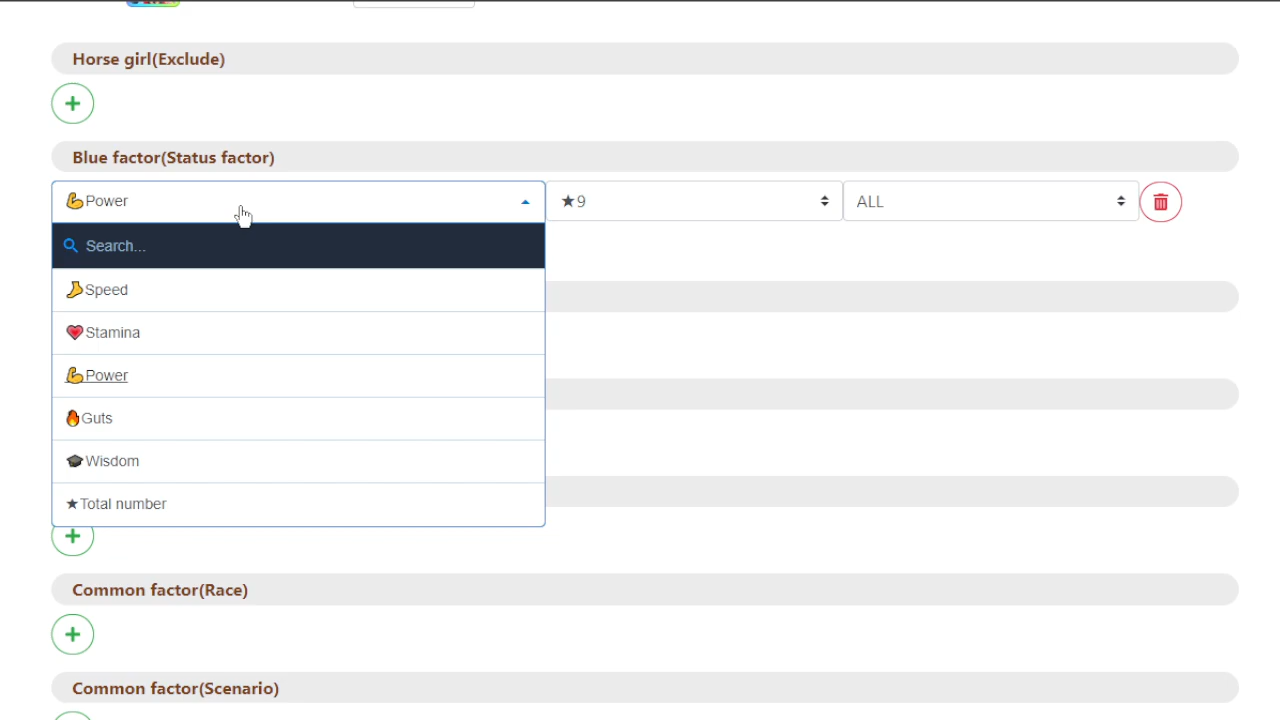 Horse girl(Exclude)
Blue factor(Status factor)
💪Power ★9 ALL
Search...
🦶Speed
💗Stamina
💪Power
🔥Guts
🎓Wisdom
★Total number
Common factor(Race)
Common factor(Scenario)